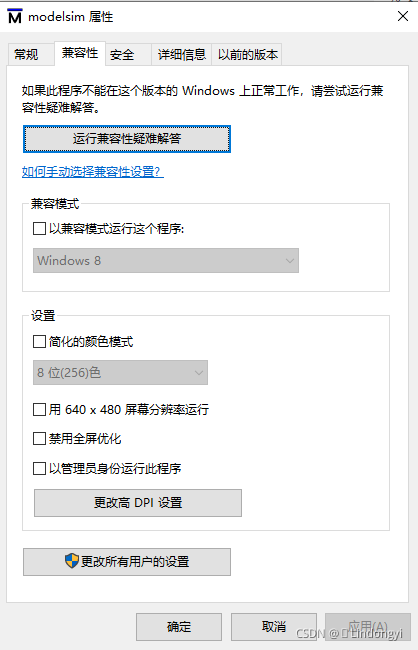 modelsim 属性
常规
兼容性
安全
详细信息
以前的版本
如果此程序不能在这个版本的 Windows 上正常工作，请尝试运行兼
容性疑难解答。
运行兼容性疑难解答
如何手动选择兼容性设置？
兼容模式
以兼容模式运行这个程序:
Windows 8
设置
简化的颜色模式
8 位(256)色
用 640 x 480 屏幕分辨率运行
禁用全屏优化
以管理员身份运行此程序
更改高 DPI 设置
更改所有用户的设置
确定
取消
应用(A)
CSDN @Lindongyi